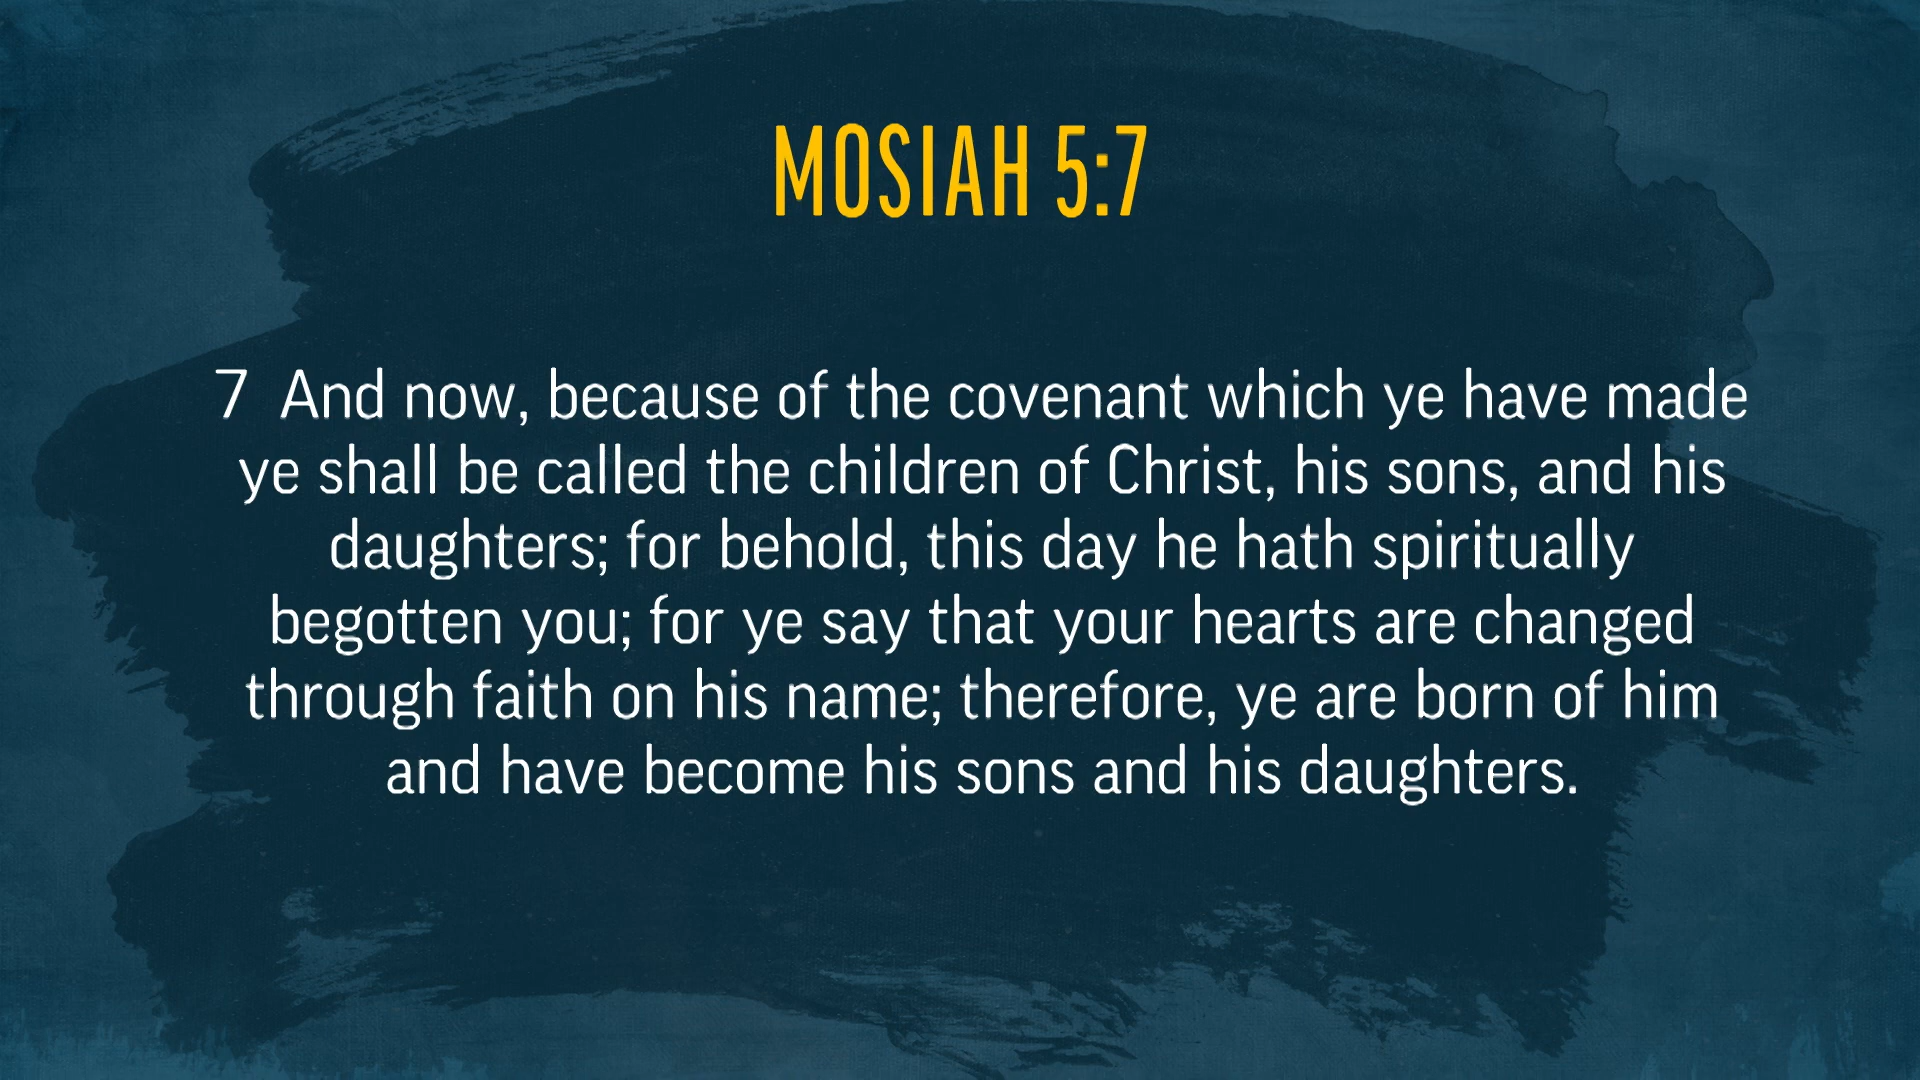 MOSIAH 5:7
7 And now, because of the covenant which ye have made
ye shall be called the children of Christ, his sons, and his
daughters; for behold, this day he hath spiritually
begotten you; for ye say that your hearts are changed
through faith on his name; therefore, ye are born of him
and have become his sons and his daughters.